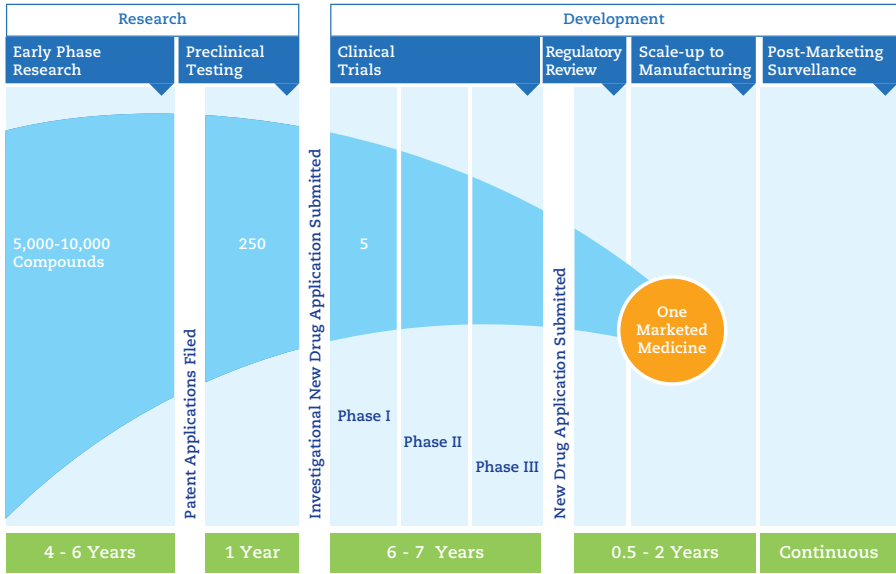 Research
Development
Early Phase
Research
Preclinical
Testing
Clinical
Trials
Regulatory
Review
Scale-up to
Manufacturing
Post-Marketing
Survellance
5,000-10,000
Compounds
Patent Applications Filed
250
Investigational New Drug Application Submitted
5
Phase I
Phase II
Phase III
New Drug Application Submitted
One
Marketed
Medicine
4 - 6 Years
1 Year
6 - 7 Years
0.5 - 2 Years
Continuous